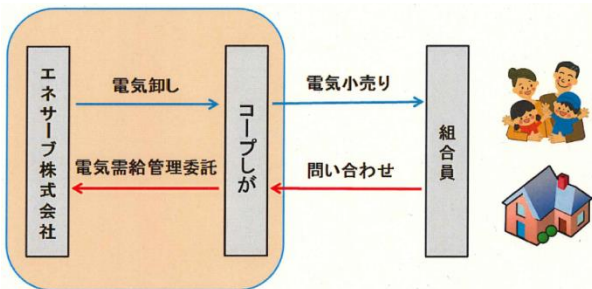 エネサーブ株式会社
電気卸し
電気需給管理委託
コープしが
電気小売り
問い合わせ
組合員